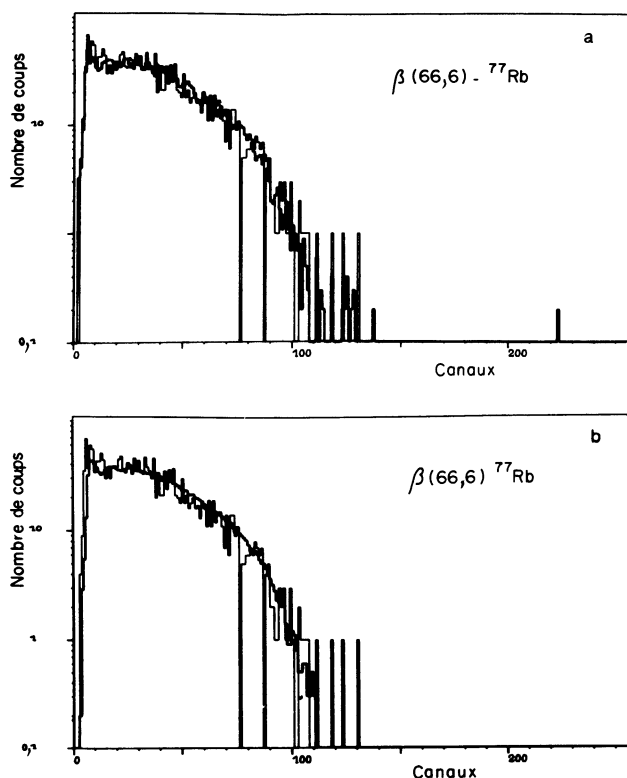 a
β (66,6) - ⁷⁷Rb
Nombre de coups
10
0,1
0
100
200
Canaux
b
β(66,6) ⁷⁷Rb
Nombre de coups
10
1
0,1
0
100
200
Canaux